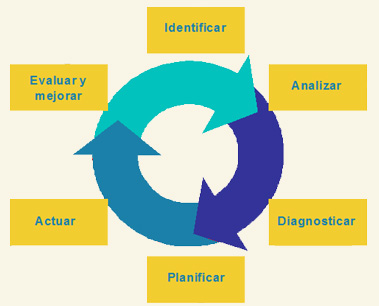 Identificar
Analizar
Diagnosticar
Planificar
Actuar
Evaluar y
mejorar